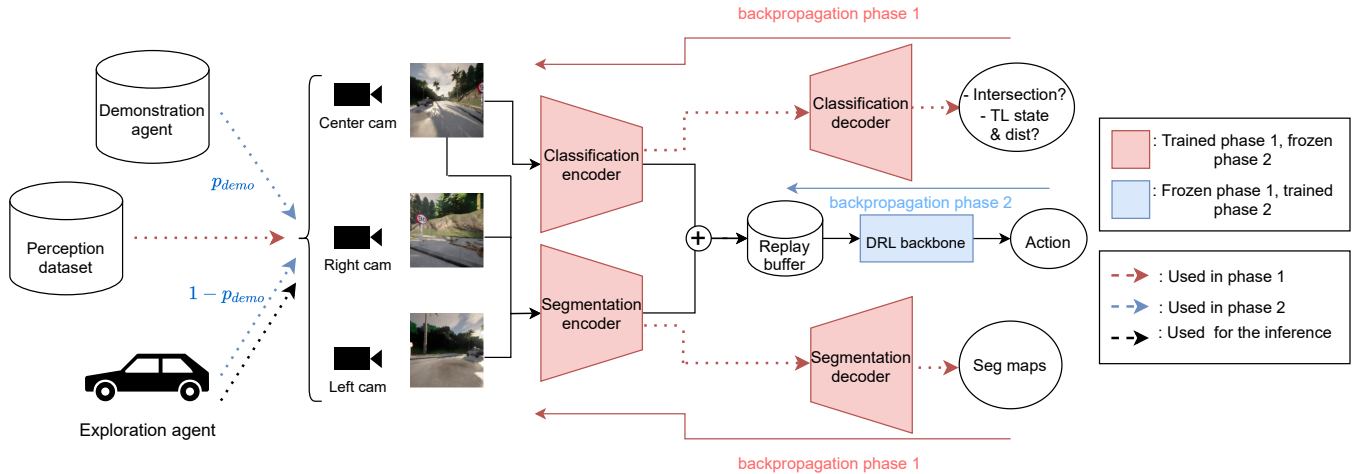 backpropagation phase 1
Demonstration
agent
Center cam
Classification
encoder
Classification
decoder
- Intersection?
- TL state
& dist?
: Trained phase 1, frozen
phase 2
: Frozen phase 1, trained
phase 2
p_demo
backpropagation phase 2
Perception
dataset
Right cam
+
Replay
buffer
DRL backbone
Action
1 − p_demo
Segmentation
encoder
: Used in phase 1
: Used in phase 2
: Used for the inference
Left cam
Segmentation
decoder
Seg maps
Exploration agent
backpropagation phase 1